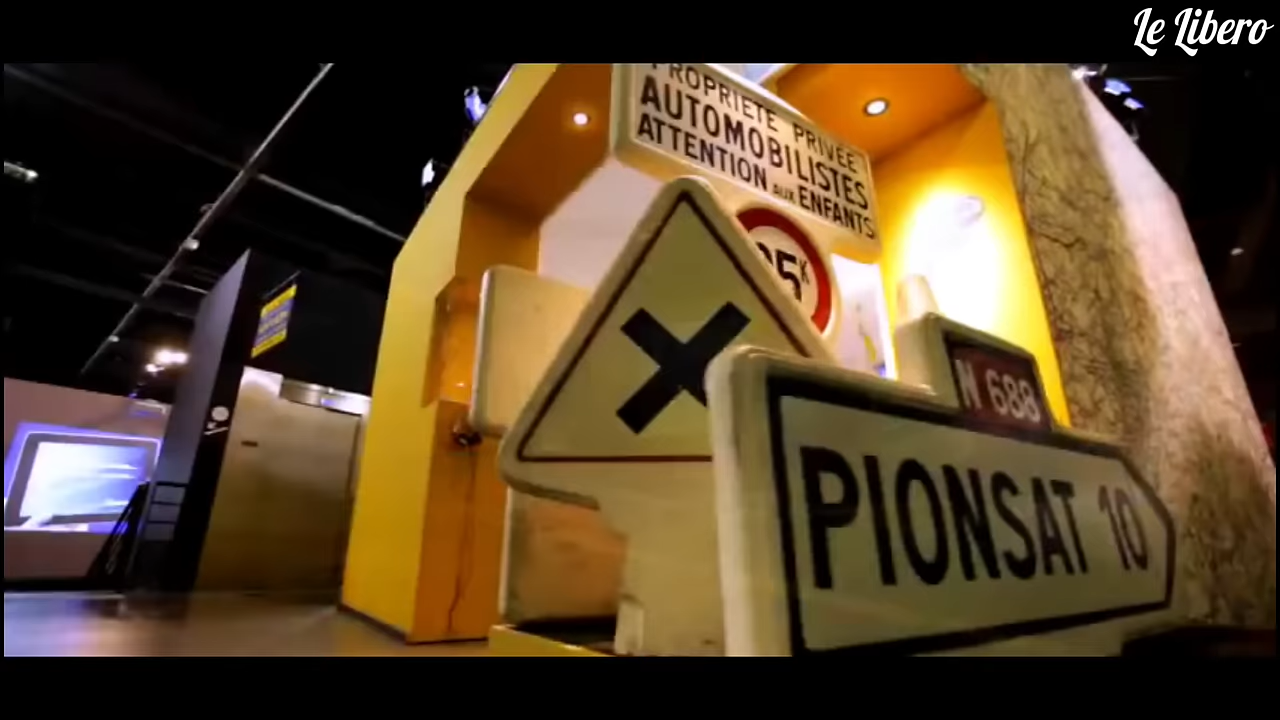 Le Libero
PROPRIETE PRIVEE
AUTOMOBILISTES
ATTENTION AUX ENFANTS
N 688
PIONSAT 10